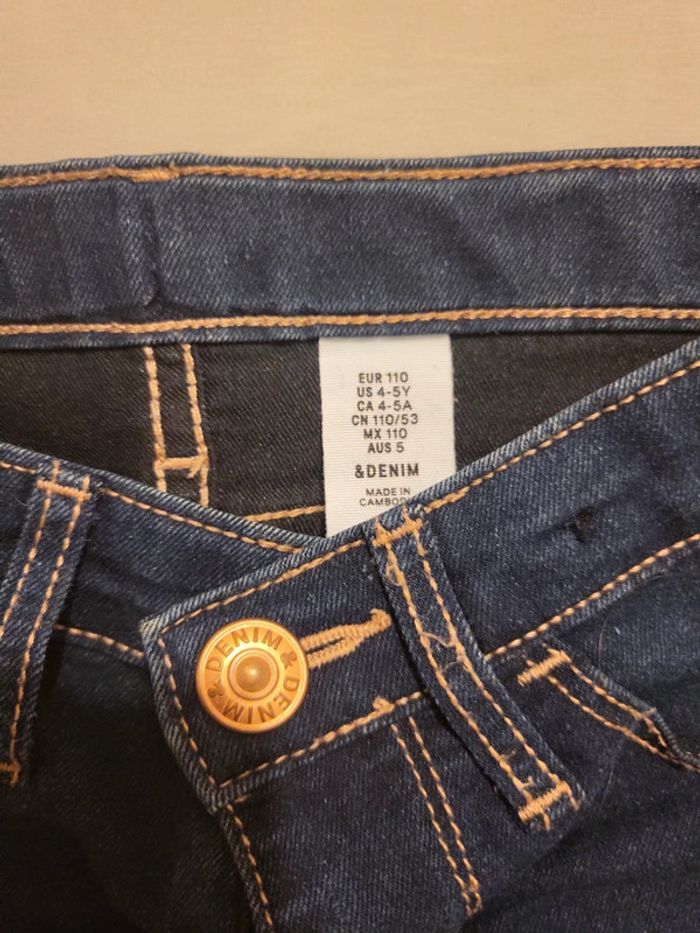 EUR 110
US 4-5Y
CA 4-5A
CN 110/53
MX 110
AUS 5
&DENIM
MADE IN
DENIM & DENIM &